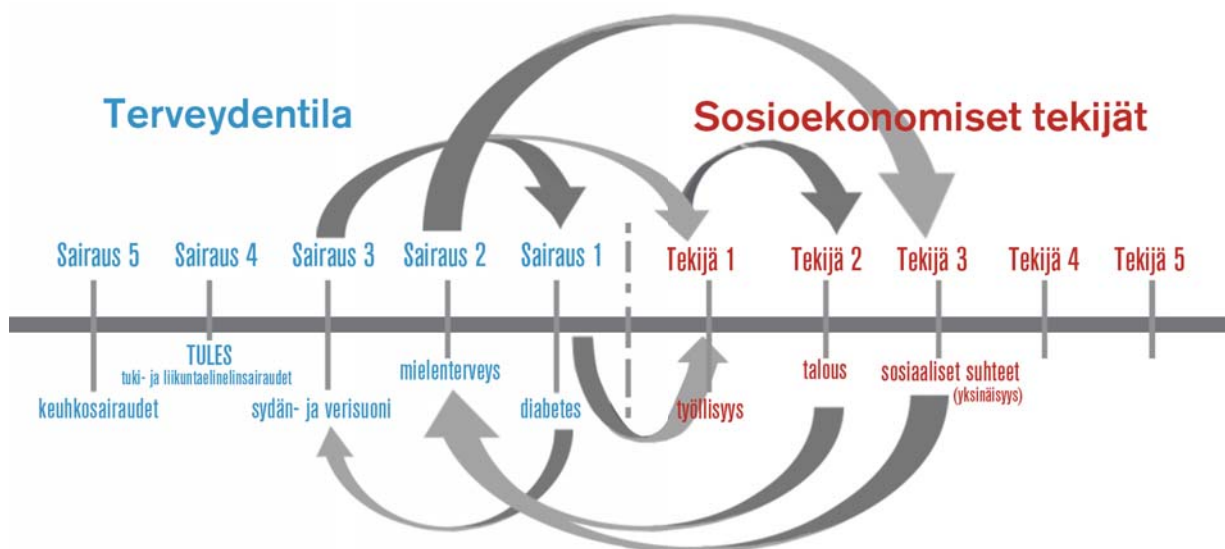 Terveydentila
Sosioekonomiset tekijät
Sairaus 5
Sairaus 4
Sairaus 3
Sairaus 2
Sairaus 1
Tekijä 1
Tekijä 2
Tekijä 3
Tekijä 4
Tekijä 5
TULES
tuki- ja liikuntaelinelinsairaudet
mielenterveys
talous
sosiaaliset suhteet
(yksinäisyys)
keuhkosairaudet
sydän- ja verisuoni
diabetes
työllisyys